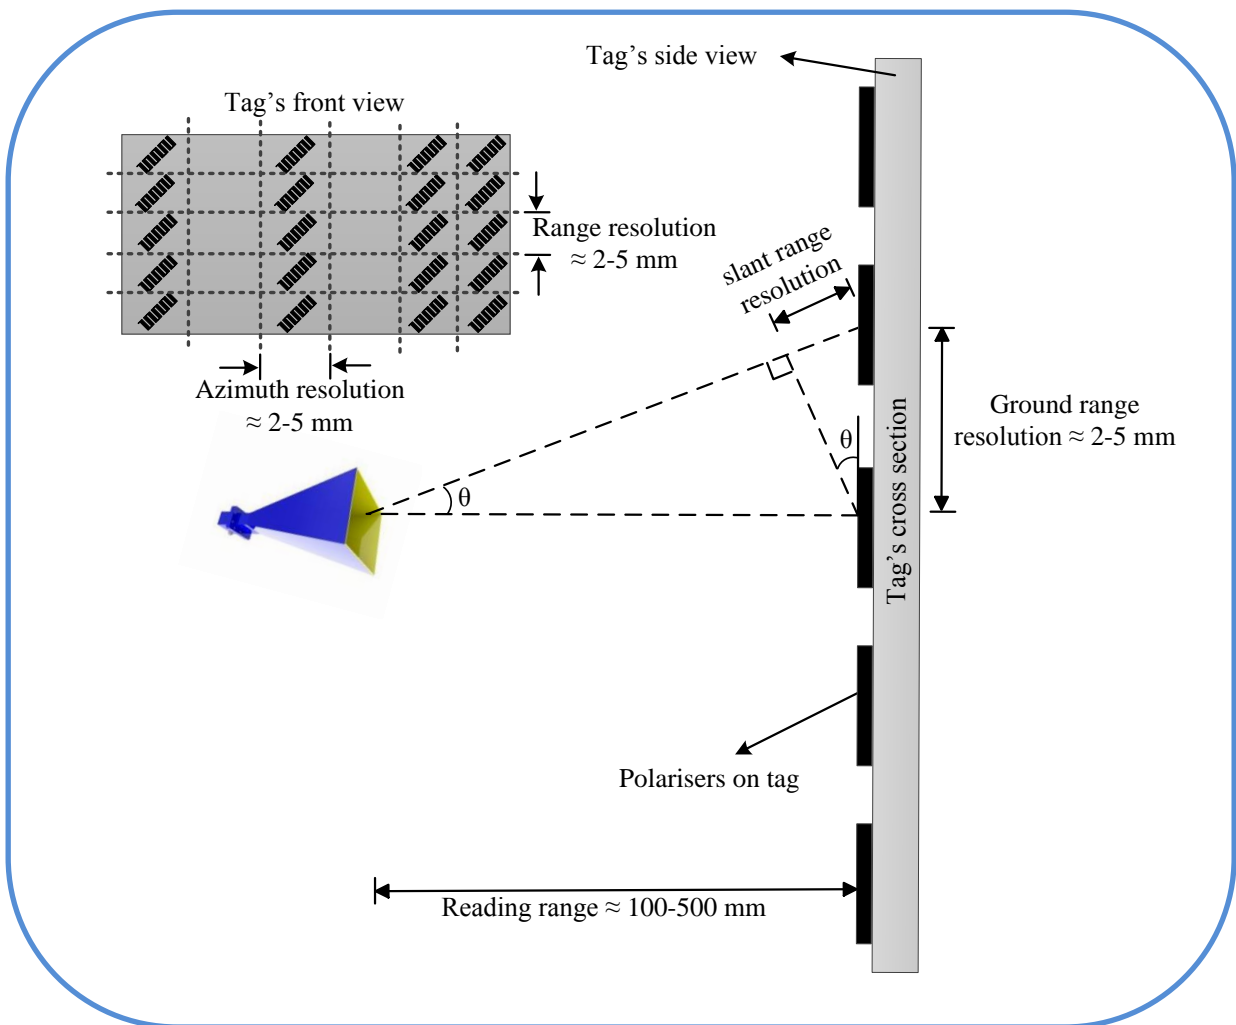 Tag’s side view
Tag’s front view
Range resolution
≈ 2-5 mm
slant range
resolution
Azimuth resolution
≈ 2-5 mm
Ground range
resolution ≈ 2-5 mm
θ
θ
Tag’s cross section
Polarisers on tag
Reading range ≈ 100-500 mm